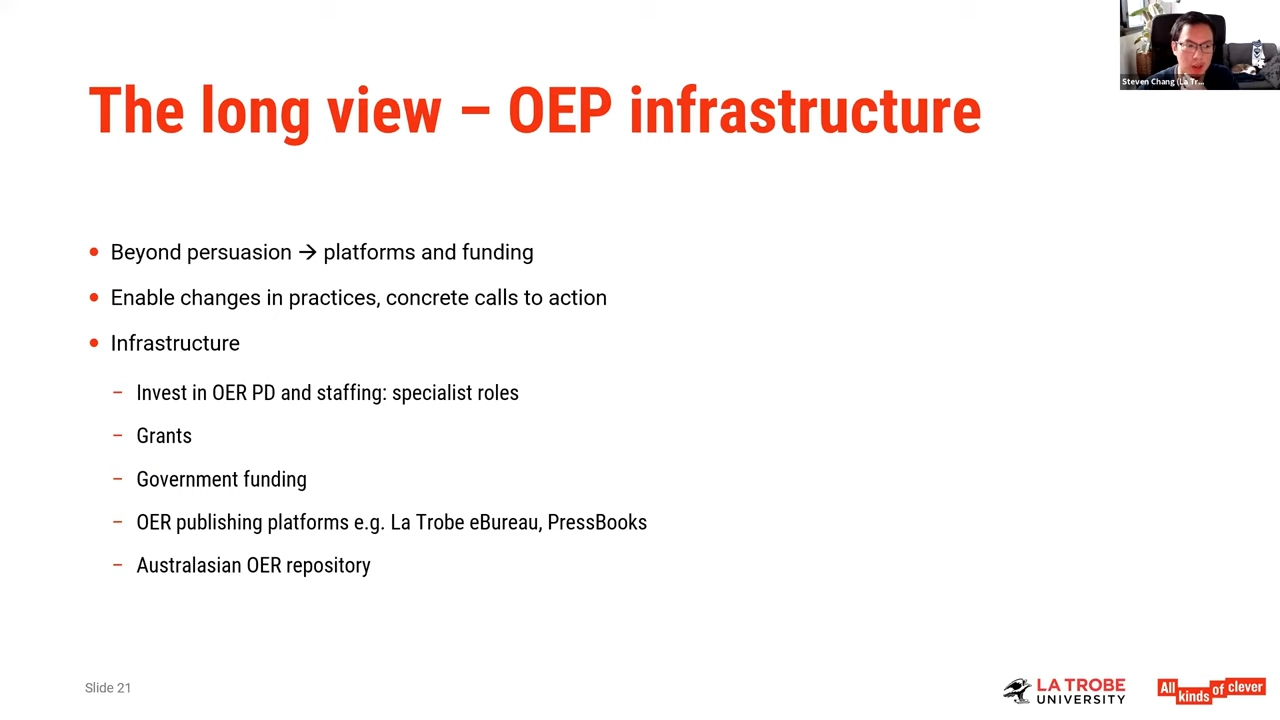 Steven Chang (La Tr...
The long view – OEP infrastructure
Beyond persuasion → platforms and funding
Enable changes in practices, concrete calls to action
Infrastructure
– Invest in OER PD and staffing: specialist roles
– Grants
– Government funding
– OER publishing platforms e.g. La Trobe eBureau, PressBooks
– Australasian OER repository
Slide 21
LA TROBE
UNIVERSITY
All kinds of clever